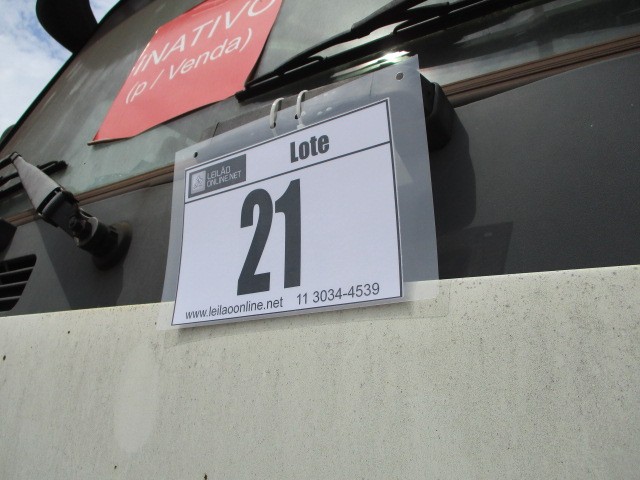 INATIVO
(p/ Venda)
Lote
LEILÃO
ONLINE.NET
21
www.leilaoonline.net 11 3034-4539